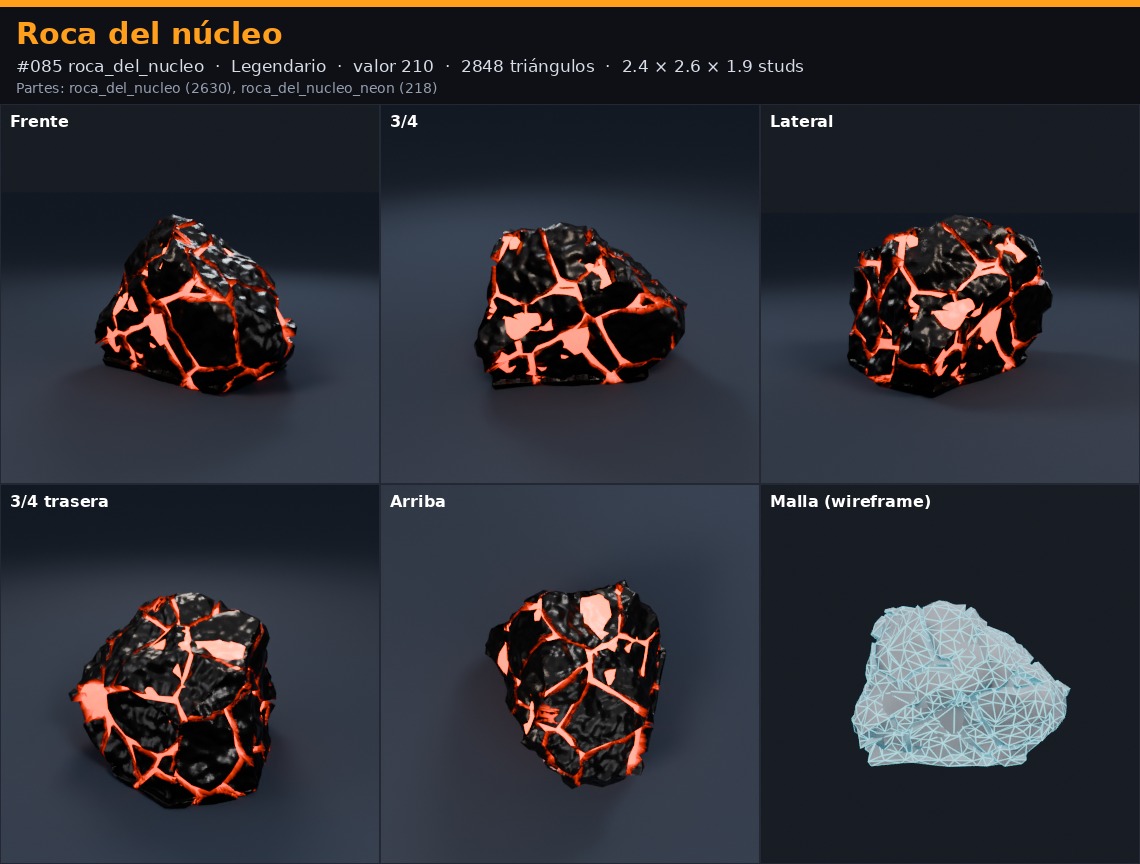 Roca del núcleo
#085 roca_del_nucleo · Legendario · valor 210 · 2848 triángulos · 2.4 × 2.6 × 1.9 studs
Partes: roca_del_nucleo (2630), roca_del_nucleo_neon (218)
Frente
3/4
Lateral
3/4 trasera
Arriba
Malla (wireframe)